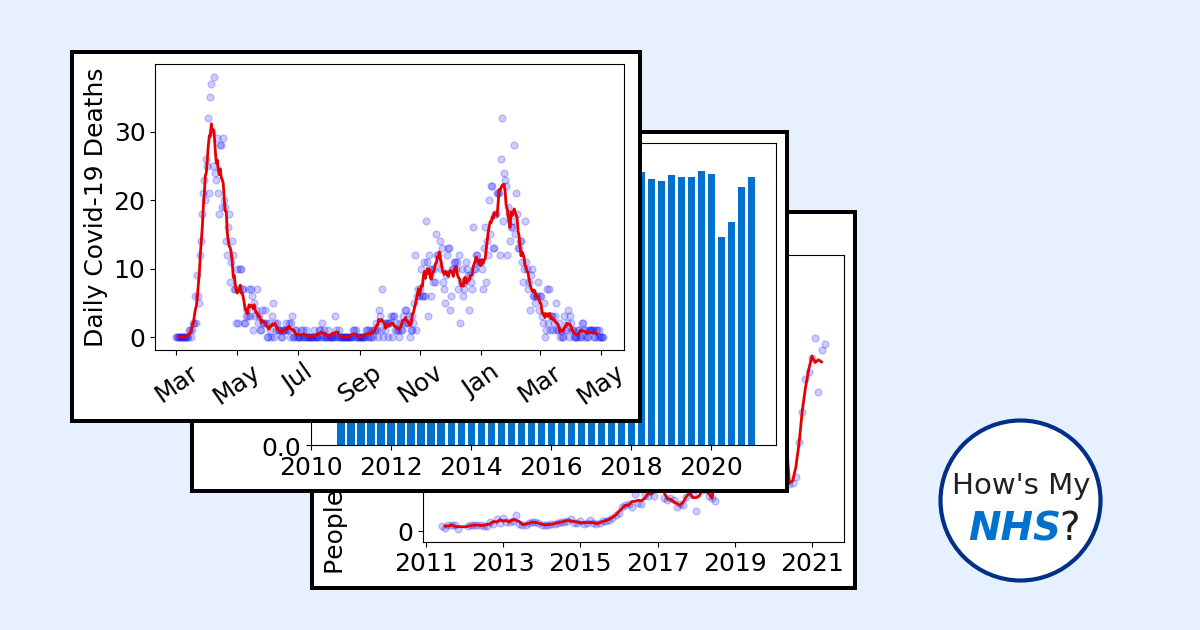 Daily Covid-19 Deaths
30
20
10
0
Mar May Jul Sep Nov Jan Mar May
0.0
2010 2012 2014 2016 2018 2020
People
0
2011 2013 2015 2017 2019 2021
How's My
NHS?